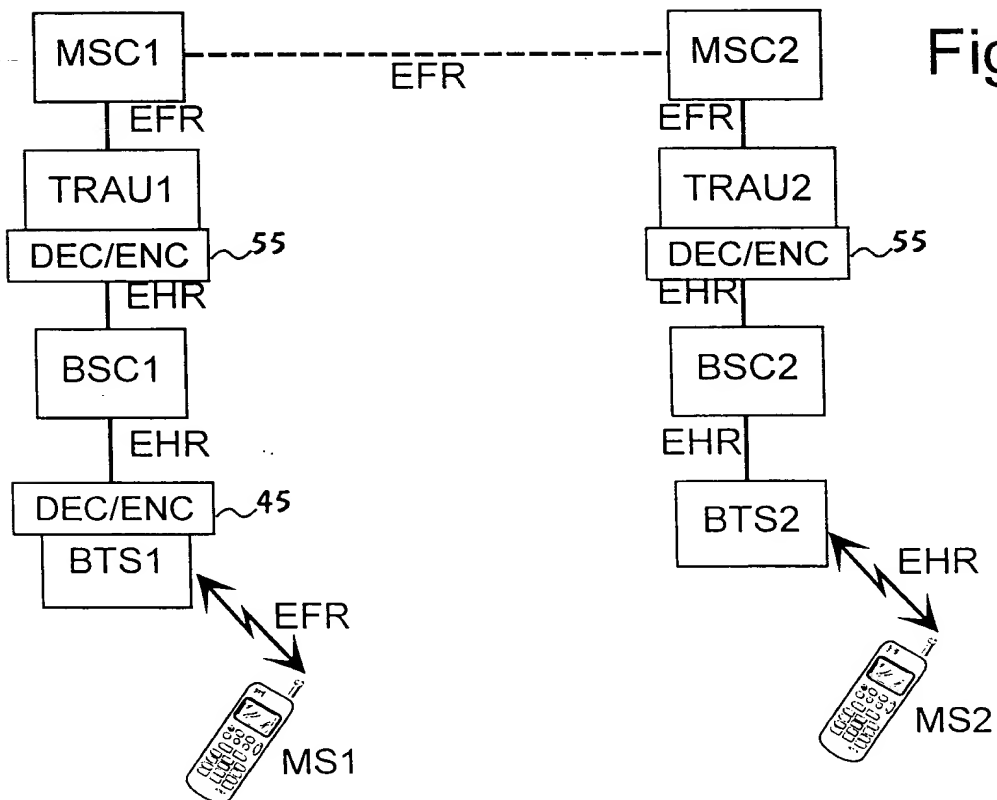 MSC1
MSC2
Fig
EFR
EFR
EFR
TRAU1
TRAU2
DEC/ENC
55
DEC/ENC
55
EHR
EHR
BSC1
BSC2
EHR
EHR
DEC/ENC
45
BTS1
BTS2
EFR
EHR
MS1
MS2